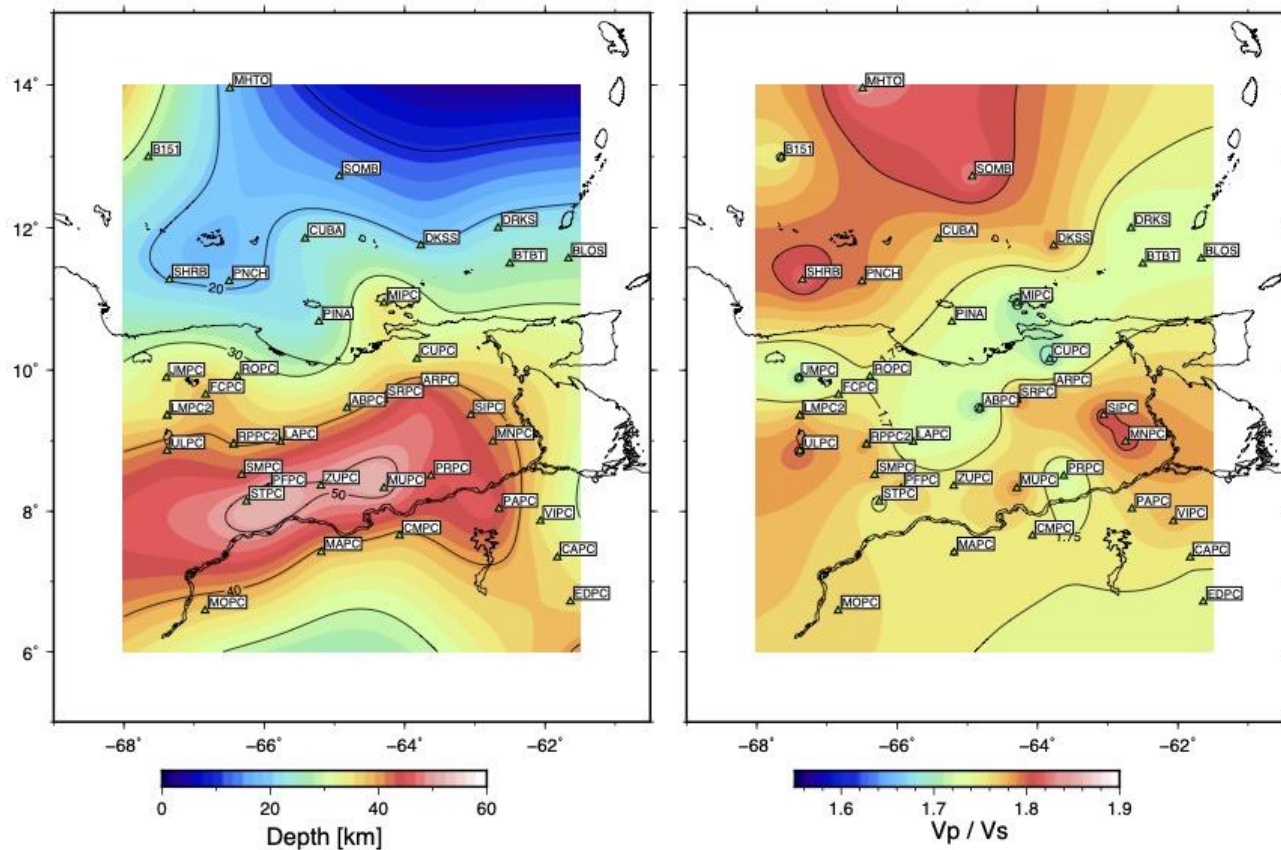 14°
MHTO
B151
SOMB
12°
CUBA
DRKS
DKSS
BTBT
BLOS
SHRB
PNCH
20
MIPC
PINA
10°
30
CUPC
JMPC
ROPC
ARPC
FCPC
SRPC
LMPC2
ABPC
SIPC
ULPC
RPPC2
LAPC
MNPC
SMPC
PFPC
ZUPC
PRPC
STPC
50
MUPC
8°
PAPC
VIPC
CMPC
MAPC
CAPC
40
MOPC
EDPC
6°
−68°
−66°
−64°
−62°
0
20
40
60
Depth [km]
MHTO
B151
SOMB
CUBA
DRKS
DKSS
BTBT
BLOS
SHRB
PNCH
MIPC
PINA
1.75
CUPC
JMPC
ROPC
ARPC
FCPC
SRPC
LMPC2
ABPC
SIPC
ULPC
RPPC2
LAPC
MNPC
SMPC
PFPC
ZUPC
PRPC
STPC
MUPC
PAPC
VIPC
CMPC
1.75
MAPC
CAPC
MOPC
EDPC
−68°
−66°
−64°
−62°
1.6
1.7
1.8
1.9
Vp / Vs